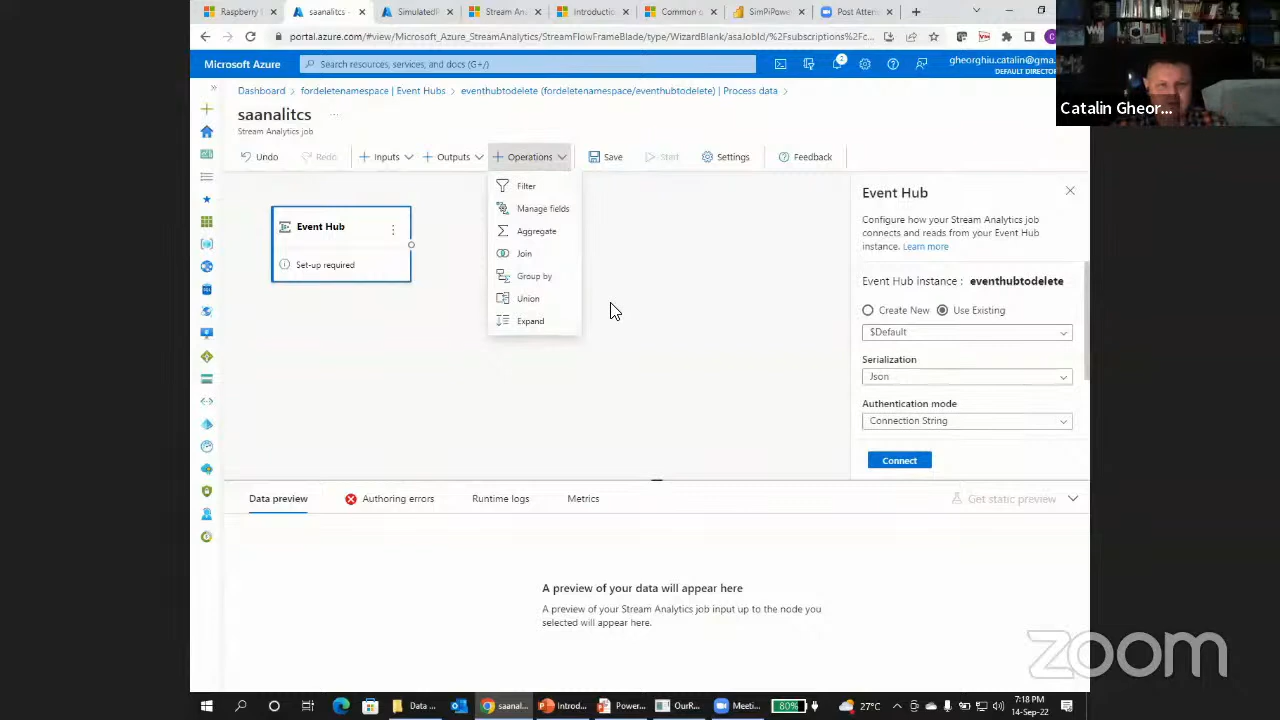 Raspberry
saanalitcs -
SimulatedF
Stream Ana
Introductio
Common q
SimPiPower
Post Atten
portal.azure.com/#view/Microsoft_Azure_StreamAnalytics/StreamFlowFrameBlade/type/WizardBlank/asaJobId/%2Fsubscriptions%2Fc...
Microsoft Azure
Search resources, services, and docs (G+/)
2
gheorghiu.catalin@gma
DEFAULT DIRECTOR
Catalin Gheor...
Dashboard > fordeletenamespace | Event Hubs > eventhubtodelete (fordeletenamespace/eventhubtodelete) | Process data >
saanalitcs ...
Stream Analytics job
Undo
Redo
Inputs
Outputs
Operations
Save
Start
Settings
Feedback
Filter
Manage fields
Aggregate
Join
Group by
Union
Expand
Event Hub
Set-up required
Event Hub
Configure how your Stream Analytics job
connects and reads from your Event Hub
instance. Learn more
Event Hub instance : eventhubtodelete
Create New
Use Existing
$Default
Serialization
Json
Authentication mode
Connection String
Connect
Data preview
Authoring errors
Runtime logs
Metrics
Get static preview
A preview of your data will appear here
A preview of your Stream Analytics job input up to the node you
selected will appear here.
zoom
Data ...
saanal...
Introd...
Power...
OurR...
Meeti...
80%
27°C
7:18 PM
14-Sep-22